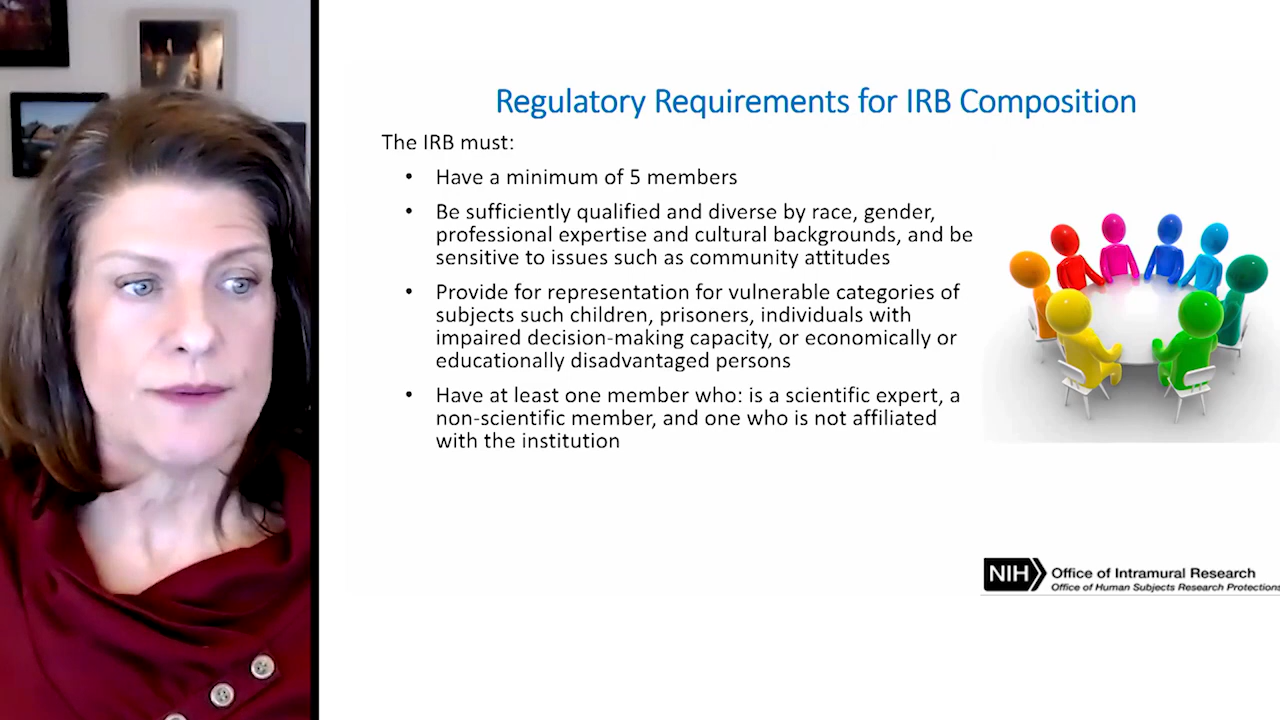 Regulatory Requirements for IRB Composition
The IRB must:
• Have a minimum of 5 members
• Be sufficiently qualified and diverse by race, gender,
professional expertise and cultural backgrounds, and be
sensitive to issues such as community attitudes
• Provide for representation for vulnerable categories of
subjects such children, prisoners, individuals with
impaired decision-making capacity, or economically or
educationally disadvantaged persons
• Have at least one member who: is a scientific expert, a
non-scientific member, and one who is not affiliated
with the institution
NIH Office of Intramural Research
Office of Human Subjects Research Protections